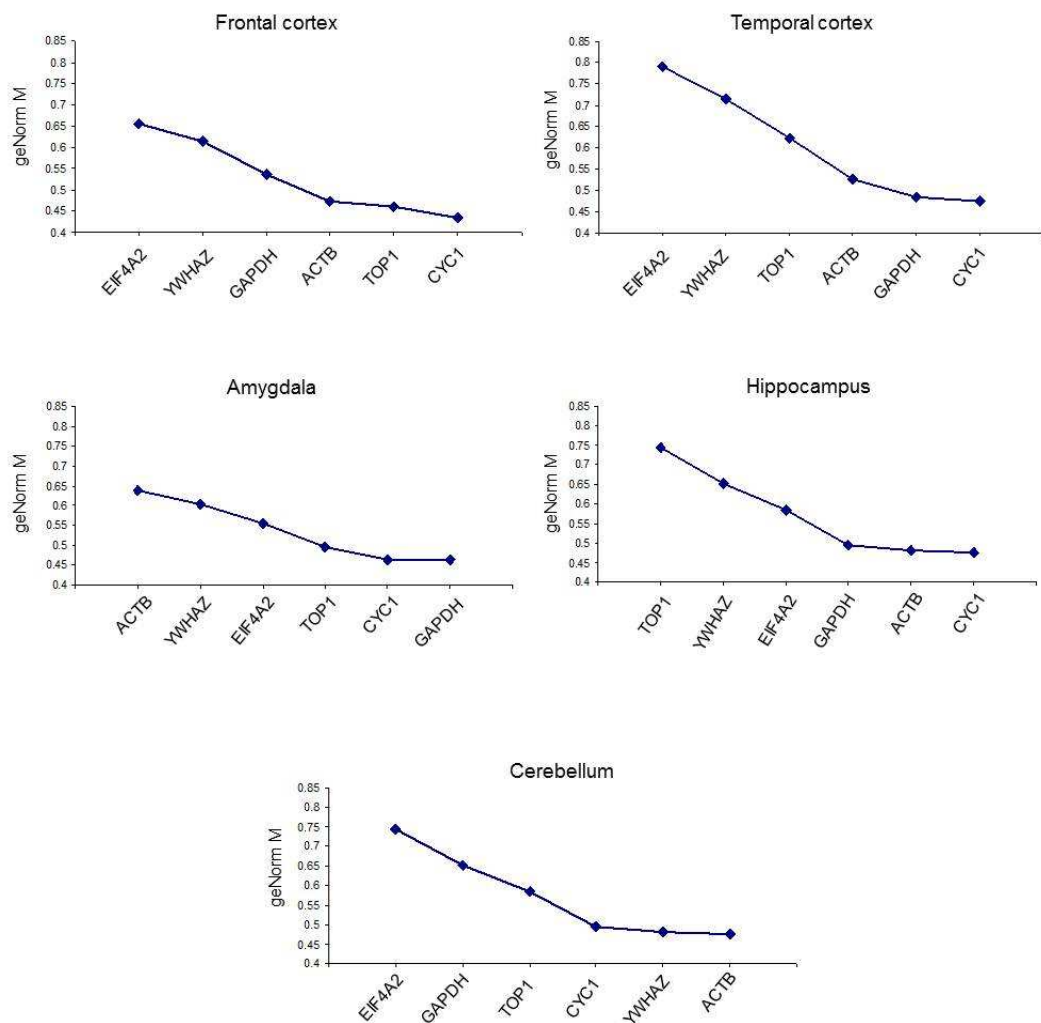 Frontal cortex
geNorm M
0.85
0.8
0.75
0.7
0.65
0.6
0.55
0.5
0.45
0.4
EIF4A2
YWHAZ
GAPDH
ACTB
TOP1
CYC1
Temporal cortex
geNorm M
0.85
0.8
0.75
0.7
0.65
0.6
0.55
0.5
0.45
0.4
EIF4A2
YWHAZ
TOP1
ACTB
GAPDH
CYC1
Amygdala
geNorm M
0.85
0.8
0.75
0.7
0.65
0.6
0.55
0.5
0.45
0.4
ACTB
YWHAZ
EIF4A2
TOP1
CYC1
GAPDH
Hippocampus
geNorm M
0.85
0.8
0.75
0.7
0.65
0.6
0.55
0.5
0.45
0.4
TOP1
YWHAZ
EIF4A2
GAPDH
ACTB
CYC1
Cerebellum
geNorm M
0.85
0.8
0.75
0.7
0.65
0.6
0.55
0.5
0.45
0.4
EIF4A2
GAPDH
TOP1
CYC1
YWHAZ
ACTB